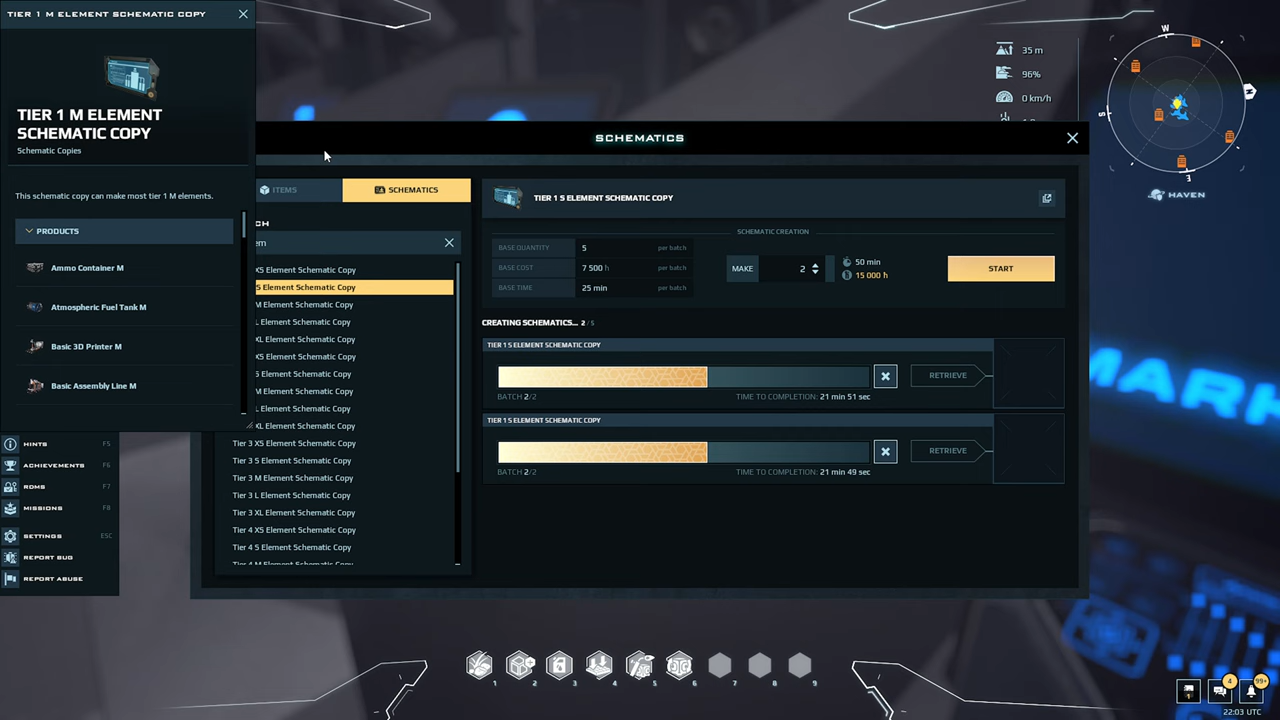 TIER 1 M ELEMENT SCHEMATIC COPY
TIER 1 M ELEMENT
SCHEMATIC COPY
Schematic Copies
This schematic copy can make most tier 1 M elements.
PRODUCTS
Ammo Container M
Atmospheric Fuel Tank M
Basic 3D Printer M
Basic Assembly Line M
HINTS F5
ACHIEVEMENTS F6
RDMS F7
MISSIONS F8
SETTINGS ESC
REPORT BUG
REPORT ABUSE
SCHEMATICS
ITEMS
SCHEMATICS
CH
em
XS Element Schematic Copy
S Element Schematic Copy
M Element Schematic Copy
L Element Schematic Copy
XL Element Schematic Copy
XS Element Schematic Copy
S Element Schematic Copy
M Element Schematic Copy
L Element Schematic Copy
XL Element Schematic Copy
Tier 3 XS Element Schematic Copy
Tier 3 S Element Schematic Copy
Tier 3 M Element Schematic Copy
Tier 3 L Element Schematic Copy
Tier 3 XL Element Schematic Copy
Tier 4 XS Element Schematic Copy
Tier 4 S Element Schematic Copy
Tier 4 M Element Schematic Copy
TIER 1 S ELEMENT SCHEMATIC COPY
SCHEMATIC CREATION
BASE QUANTITY 5 per batch
BASE COST 7 500 h per batch
BASE TIME 25 min per batch
MAKE 2
50 min
15 000 h
START
CREATING SCHEMATICS... 2 / 5
TIER 1 S ELEMENT SCHEMATIC COPY
RETRIEVE
BATCH 2/2 TIME TO COMPLETION: 21 min 51 sec
TIER 1 S ELEMENT SCHEMATIC COPY
RETRIEVE
BATCH 2/2 TIME TO COMPLETION: 21 min 49 sec
35 m
96%
0 km/h
W
N
S
HAVEN
MARK
1 2 3 4 5 6 7 8 9
4
99+
22:03 UTC